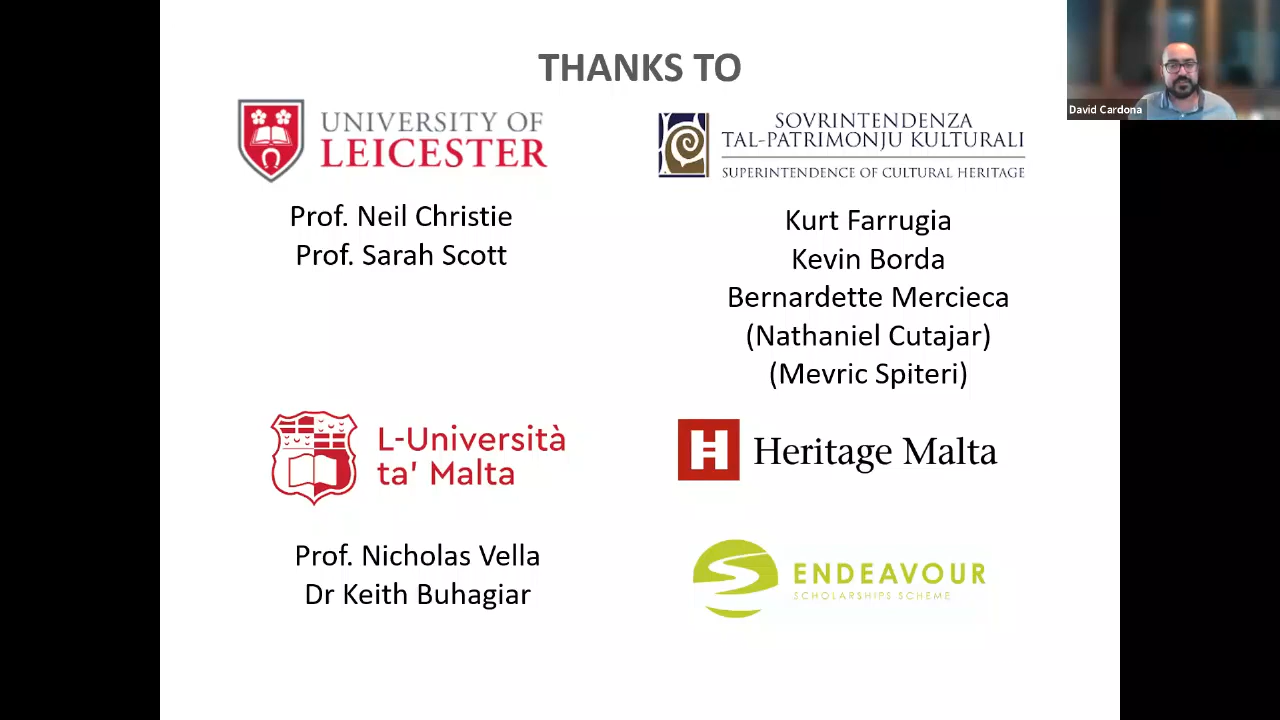 THANKS TO
David Cardona
UNIVERSITY OF
LEICESTER
Prof. Neil Christie
Prof. Sarah Scott
SOVRINTENDENZA
TAL-PATRIMONJU KULTURALI
SUPERINTENDENCE OF CULTURAL HERITAGE
Kurt Farrugia
Kevin Borda
Bernardette Mercieca
(Nathaniel Cutajar)
(Mevric Spiteri)
L-Università
ta' Malta
Prof. Nicholas Vella
Dr Keith Buhagiar
Heritage Malta
ENDEAVOUR
SCHOLARSHIPS SCHEME